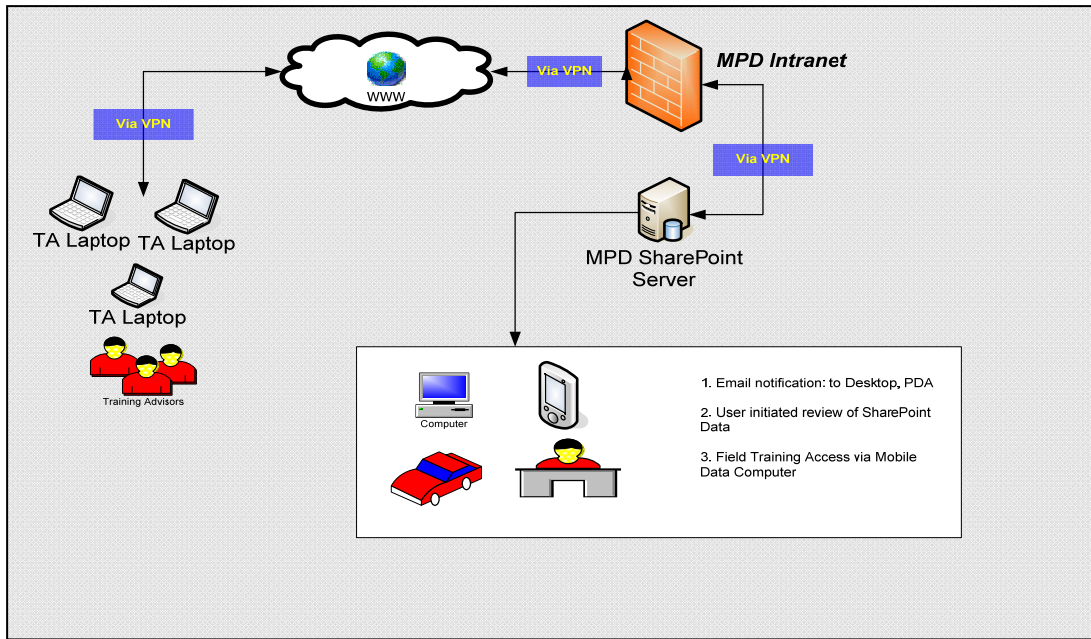 WWW
Via VPN
MPD Intranet
Via VPN
Via VPN
TA Laptop
TA Laptop
TA Laptop
Training Advisors
MPD SharePoint
Server
Computer
1. Email notification: to Desktop, PDA
2. User initiated review of SharePoint
Data
3. Field Training Access via Mobile
Data Computer